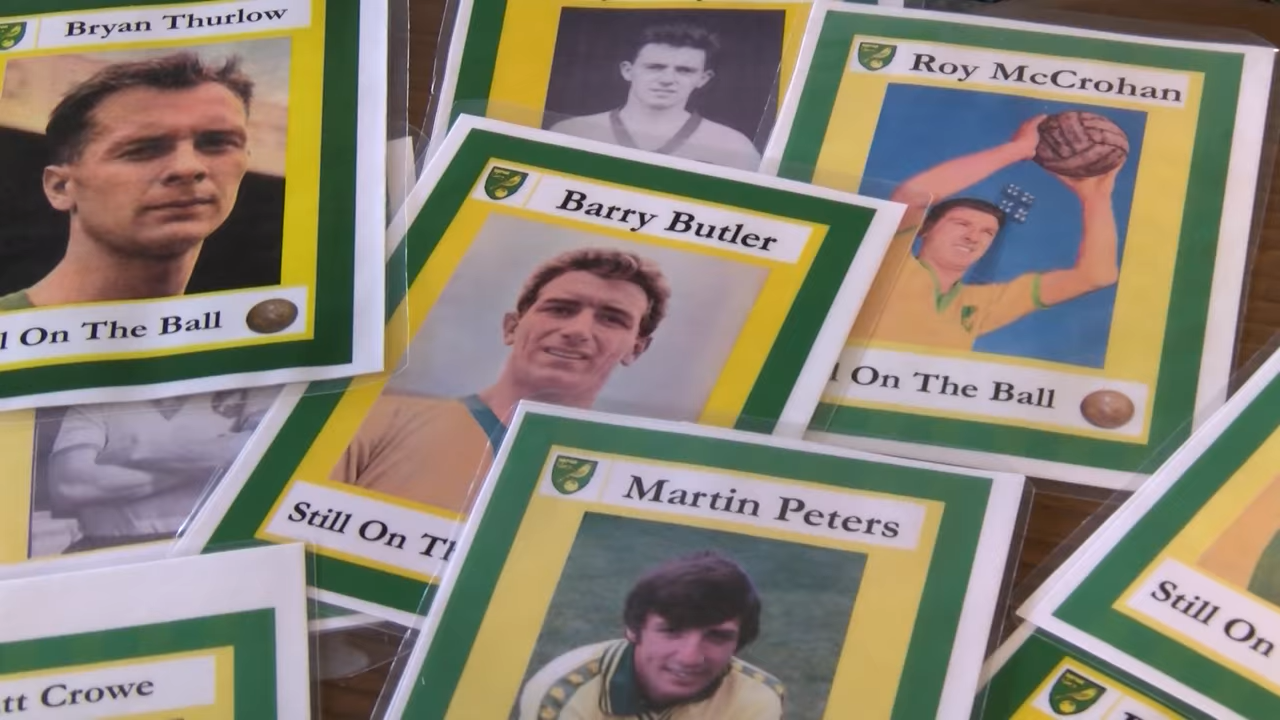 Bryan Thurlow
l On The Ball
Roy McCrohan
l On The Ball
Barry Butler
Still On Th
Martin Peters
tt Crowe
Still On